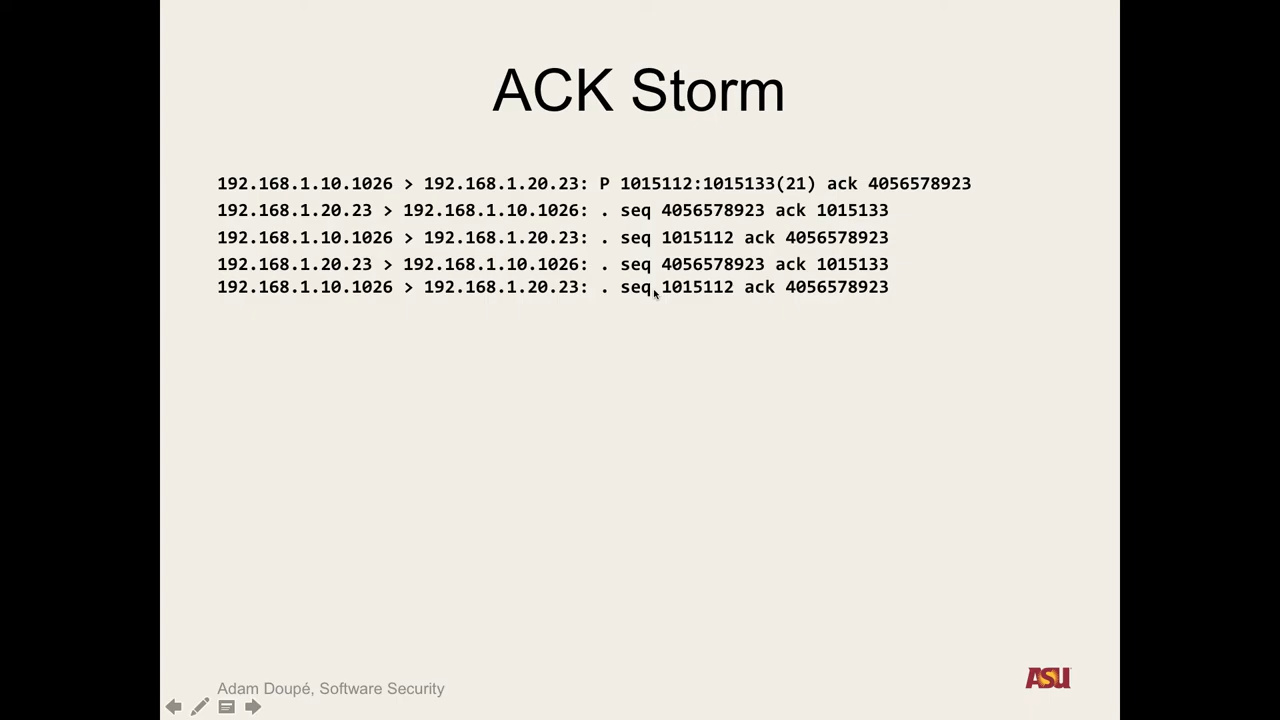 ACK Storm
192.168.1.10.1026 > 192.168.1.20.23: P 1015112:1015133(21) ack 4056578923
192.168.1.20.23 > 192.168.1.10.1026: . seq 4056578923 ack 1015133
192.168.1.10.1026 > 192.168.1.20.23: . seq 1015112 ack 4056578923
192.168.1.20.23 > 192.168.1.10.1026: . seq 4056578923 ack 1015133
192.168.1.10.1026 > 192.168.1.20.23: . seq 1015112 ack 4056578923
Adam Doupé, Software Security
ASU